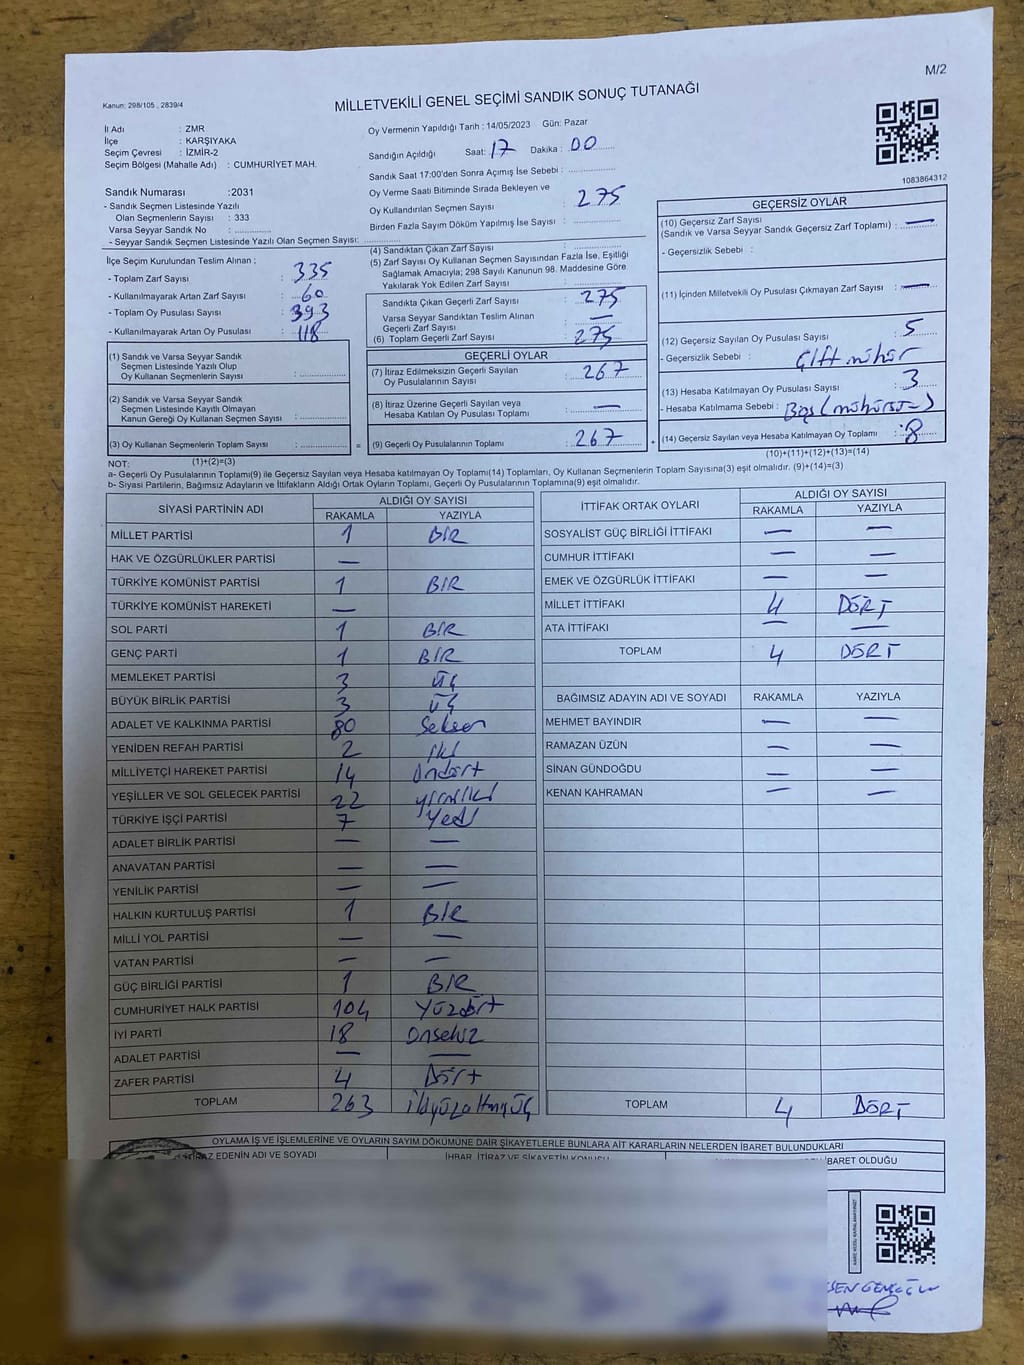 M/2
Kanun: 298/105 , 2839/4
MİLLETVEKİLİ GENEL SEÇİMİ SANDIK SONUÇ TUTANAĞI
İl Adı : ZMR
İlçe : KARŞIYAKA
Seçim Çevresi : İZMİR-2
Seçim Bölgesi (Mahalle Adı) : CUMHURİYET MAH.
Sandık Numarası :2031
- Sandık Seçmen Listesinde Yazılı
Olan Seçmenlerin Sayısı : 333
Varsa Seyyar Sandık No :
- Seyyar Sandık Seçmen Listesinde Yazılı Olan Seçmen Sayısı:
Oy Vermenin Yapıldığı Tarih : 14/05/2023 Gün: Pazar
Sandığın Açıldığı Saat: 17 Dakika : 00
Sandık Saat 17:00'den Sonra Açımış İse Sebebi :
Oy Verme Saati Bitiminde Sırada Bekleyen ve
Oy Kullandırılan Seçmen Sayısı : 275
Birden Fazla Sayım Döküm Yapılmış İse Sayısı :
1083864312
İlçe Seçim Kurulundan Teslim Alınan ;
- Toplam Zarf Sayısı : 335
- Kullanılmayarak Artan Zarf Sayısı : 60
- Toplam Oy Pusulası Sayısı : 393
- Kullanılmayarak Artan Oy Pusulası : 118
(4) Sandıktan Çıkan Zarf Sayısı :
(5) Zarf Sayısı Oy Kullanan Seçmen Sayısından Fazla İse, Eşitliği
Sağlamak Amacıyla; 298 Sayılı Kanunun 98. Maddesine Göre
Yakılarak Yok Edilen Zarf Sayısı :
Sandıkta Çıkan Geçerli Zarf Sayısı : 275
Varsa Seyyar Sandıktan Teslim Alınan
Geçerli Zarf Sayısı : —
(6) Toplam Geçerli Zarf Sayısı : 275
GEÇERSİZ OYLAR
(10) Geçersiz Zarf Sayısı
(Sandık ve Varsa Seyyar Sandık Geçersiz Zarf Toplamı) : —
- Geçersizlik Sebebi :
(11) İçinden Milletvekili Oy Pusulası Çıkmayan Zarf Sayısı : —
(12) Geçersiz Sayılan Oy Pusulası Sayısı : 5
- Geçersizlik Sebebi : Çift mühür
(13) Hesaba Katılmayan Oy Pusulası Sayısı : 3
- Hesaba Katılmama Sebebi : Boş
(14) Geçersiz Sayılan veya Hesaba Katılmayan Oy Toplamı : 8
(10)+(11)+(12)+(13)=(14)
(1) Sandık ve Varsa Seyyar Sandık
Seçmen Listesinde Yazılı Olup
Oy Kullanan Seçmenlerin Sayısı :
(2) Sandık ve Varsa Seyyar Sandık
Seçmen Listesinde Kayıtlı Olmayan
Kanun Gereği Oy Kullanan Seçmen Sayısı :
(3) Oy Kullanan Seçmenlerin Toplam Sayısı : =
(1)+(2)=(3)
GEÇERLİ OYLAR
(7) İtiraz Edilmeksizin Geçerli Sayılan
Oy Pusulalarının Sayısı : 267
(8) İtiraz Üzerine Geçerli Sayılan veya
Hesaba Katılan Oy Pusulası Toplamı : —
(9) Geçerli Oy Pusulalarının Toplamı : 267 +
NOT:
a- Geçerli Oy Pusulalarının Toplamı(9) ile Geçersiz Sayılan veya Hesaba katılmayan Oy Toplamı(14) Toplamları, Oy Kullanan Seçmenlerin Toplam Sayısına(3) eşit olmalıdır. (9)+(14)=(3)
b- Siyasi Partilerin, Bağımsız Adayların ve İttifakların Aldığı Ortak Oyların Toplamı, Geçerli Oy Pusulalarının Toplamına(9) eşit olmalıdır.
SİYASİ PARTİNİN ADI ALDIĞI OY SAYISI
RAKAMLA YAZIYLA
MİLLET PARTİSİ 1 BİR
HAK VE ÖZGÜRLÜKLER PARTİSİ —
TÜRKİYE KOMÜNİST PARTİSİ 1 BİR
TÜRKİYE KOMÜNİST HAREKETİ —
SOL PARTİ 1 BİR
GENÇ PARTİ 1 BİR
MEMLEKET PARTİSİ 3 üç
BÜYÜK BİRLİK PARTİSİ 3 üç
ADALET VE KALKINMA PARTİSİ 80 Seksen
YENİDEN REFAH PARTİSİ 2 iki
MİLLİYETÇİ HAREKET PARTİSİ 14 Ondört
YEŞİLLER VE SOL GELECEK PARTİSİ 22 yirmiiki
TÜRKİYE İŞÇİ PARTİSİ 7 Yedi
ADALET BİRLİK PARTİSİ — —
ANAVATAN PARTİSİ — —
YENİLİK PARTİSİ — —
HALKIN KURTULUŞ PARTİSİ 1 BİR
MİLLİ YOL PARTİSİ — —
VATAN PARTİSİ — —
GÜÇ BİRLİĞİ PARTİSİ 1 BİR
CUMHURİYET HALK PARTİSİ 104 Yüzdört
İYİ PARTİ 18 Onsekiz
ADALET PARTİSİ — —
ZAFER PARTİSİ 4 Dört
TOPLAM 263 ikiyüzaltmışüç
İTTİFAK ORTAK OYLARI ALDIĞI OY SAYISI
RAKAMLA YAZIYLA
SOSYALİST GÜÇ BİRLİĞİ İTTİFAKI — —
CUMHUR İTTİFAKI — —
EMEK VE ÖZGÜRLÜK İTTİFAKI — —
MİLLET İTTİFAKI 4 DÖRT
ATA İTTİFAKI — —
TOPLAM 4 DÖRT
BAĞIMSIZ ADAYIN ADI VE SOYADI RAKAMLA YAZIYLA
MEHMET BAYINDIR — —
RAMAZAN ÜZÜN — —
SİNAN GÜNDOĞDU — —
KENAN KAHRAMAN — —
TOPLAM 4 DÖRT
OYLAMA İŞ VE İŞLEMLERİNE VE OYLARIN SAYIM DÖKÜMÜNE DAİR ŞİKAYETLERLE BUNLARA AİT KARARLARIN NELERDEN İBARET BULUNDUKLARI
EDENİN ADI VE SOYADI İHBAR, İTİRAZ VE ŞİKAYETİN KONUSU İBARET OLDUĞU